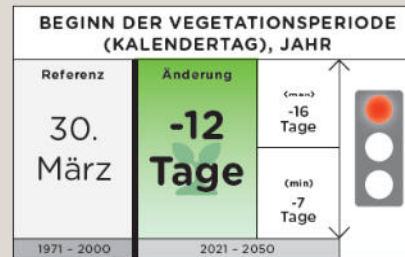 BEGINN DER VEGETATIONSPERIODE
(KALENDERTAG), JAHR
Referenz
30.
März
1971 – 2000
Änderung
-12
Tage
(max)
-16
Tage
(min)
-7
Tage
2021 – 2050